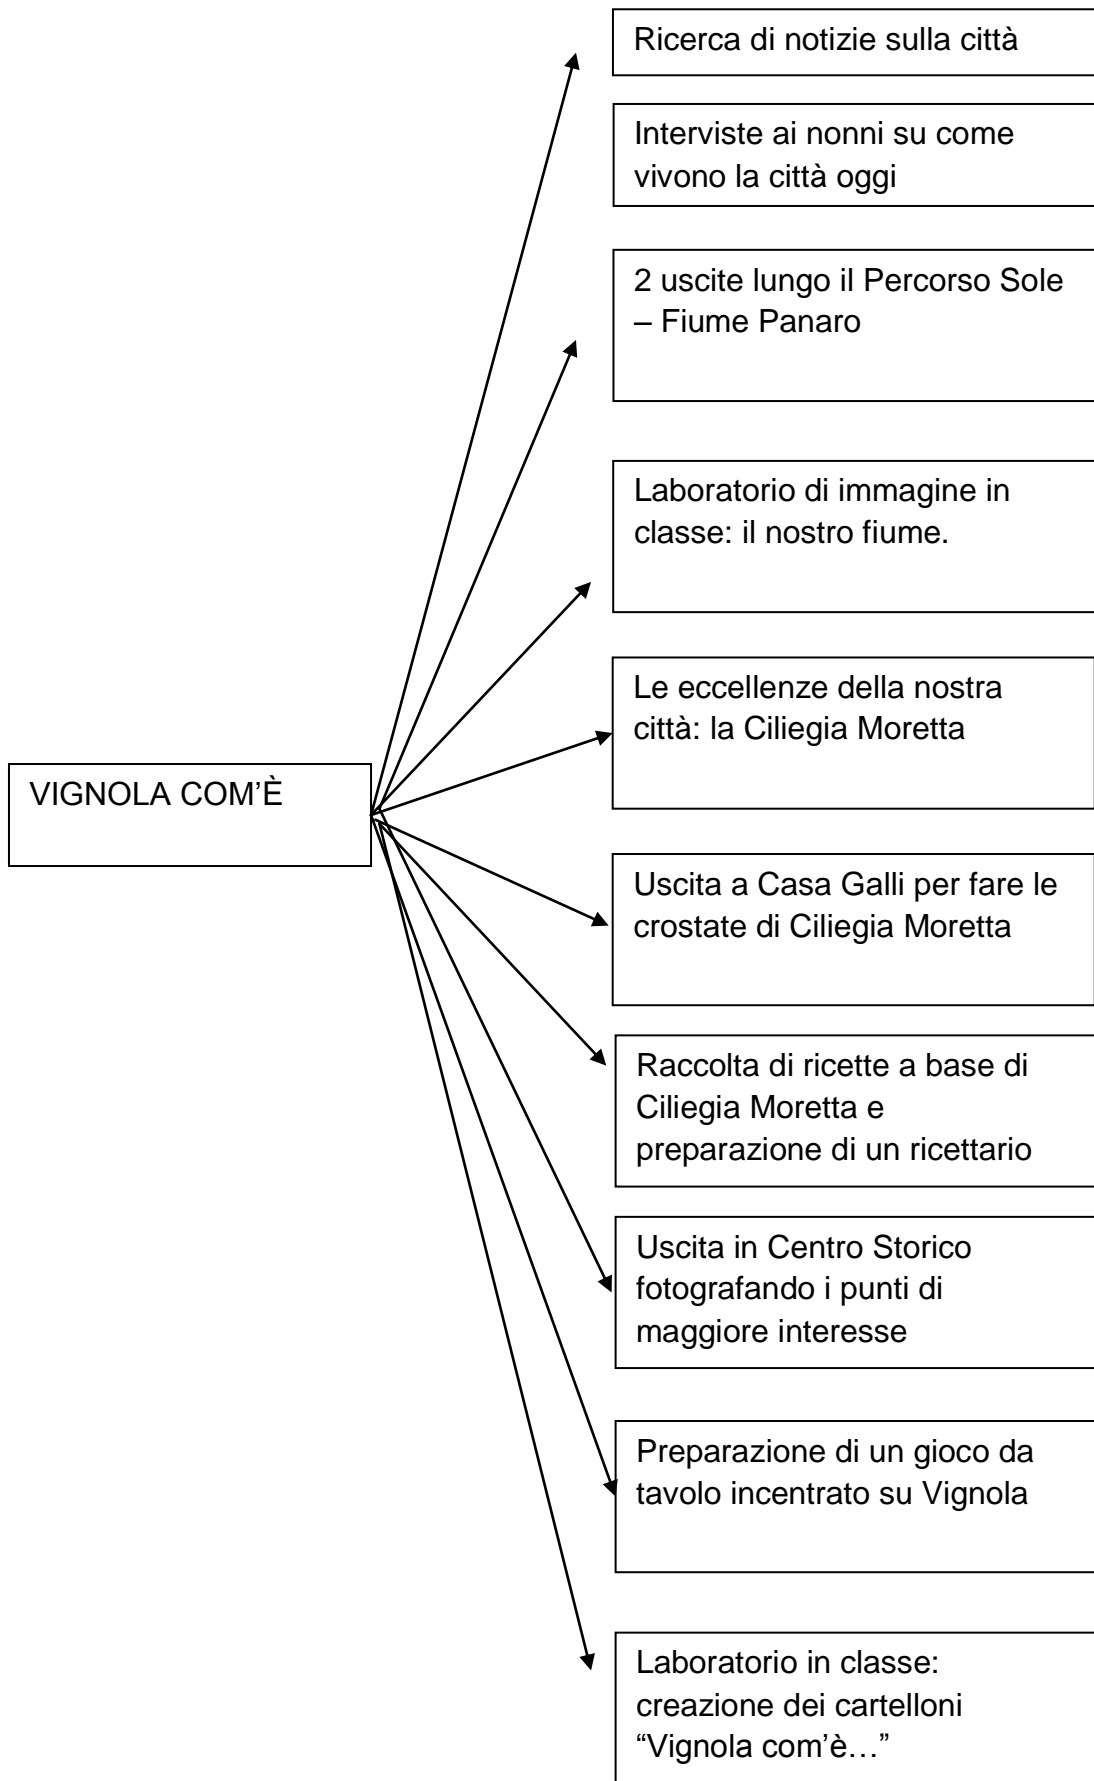 Ricerca di notizie sulla città
Interviste ai nonni su come
vivono la città oggi
2 uscite lungo il Percorso Sole
– Fiume Panaro
Laboratorio di immagine in
classe: il nostro fiume.
Le eccellenze della nostra
città: la Ciliegia Moretta
VIGNOLA COM'È
Uscita a Casa Galli per fare le
crostate di Ciliegia Moretta
Raccolta di ricette a base di
Ciliegia Moretta e
preparazione di un ricettario
Uscita in Centro Storico
fotografando i punti di
maggiore interesse
Preparazione di un gioco da
tavolo incentrato su Vignola
Laboratorio in classe:
creazione dei cartelloni
“Vignola com’è…”